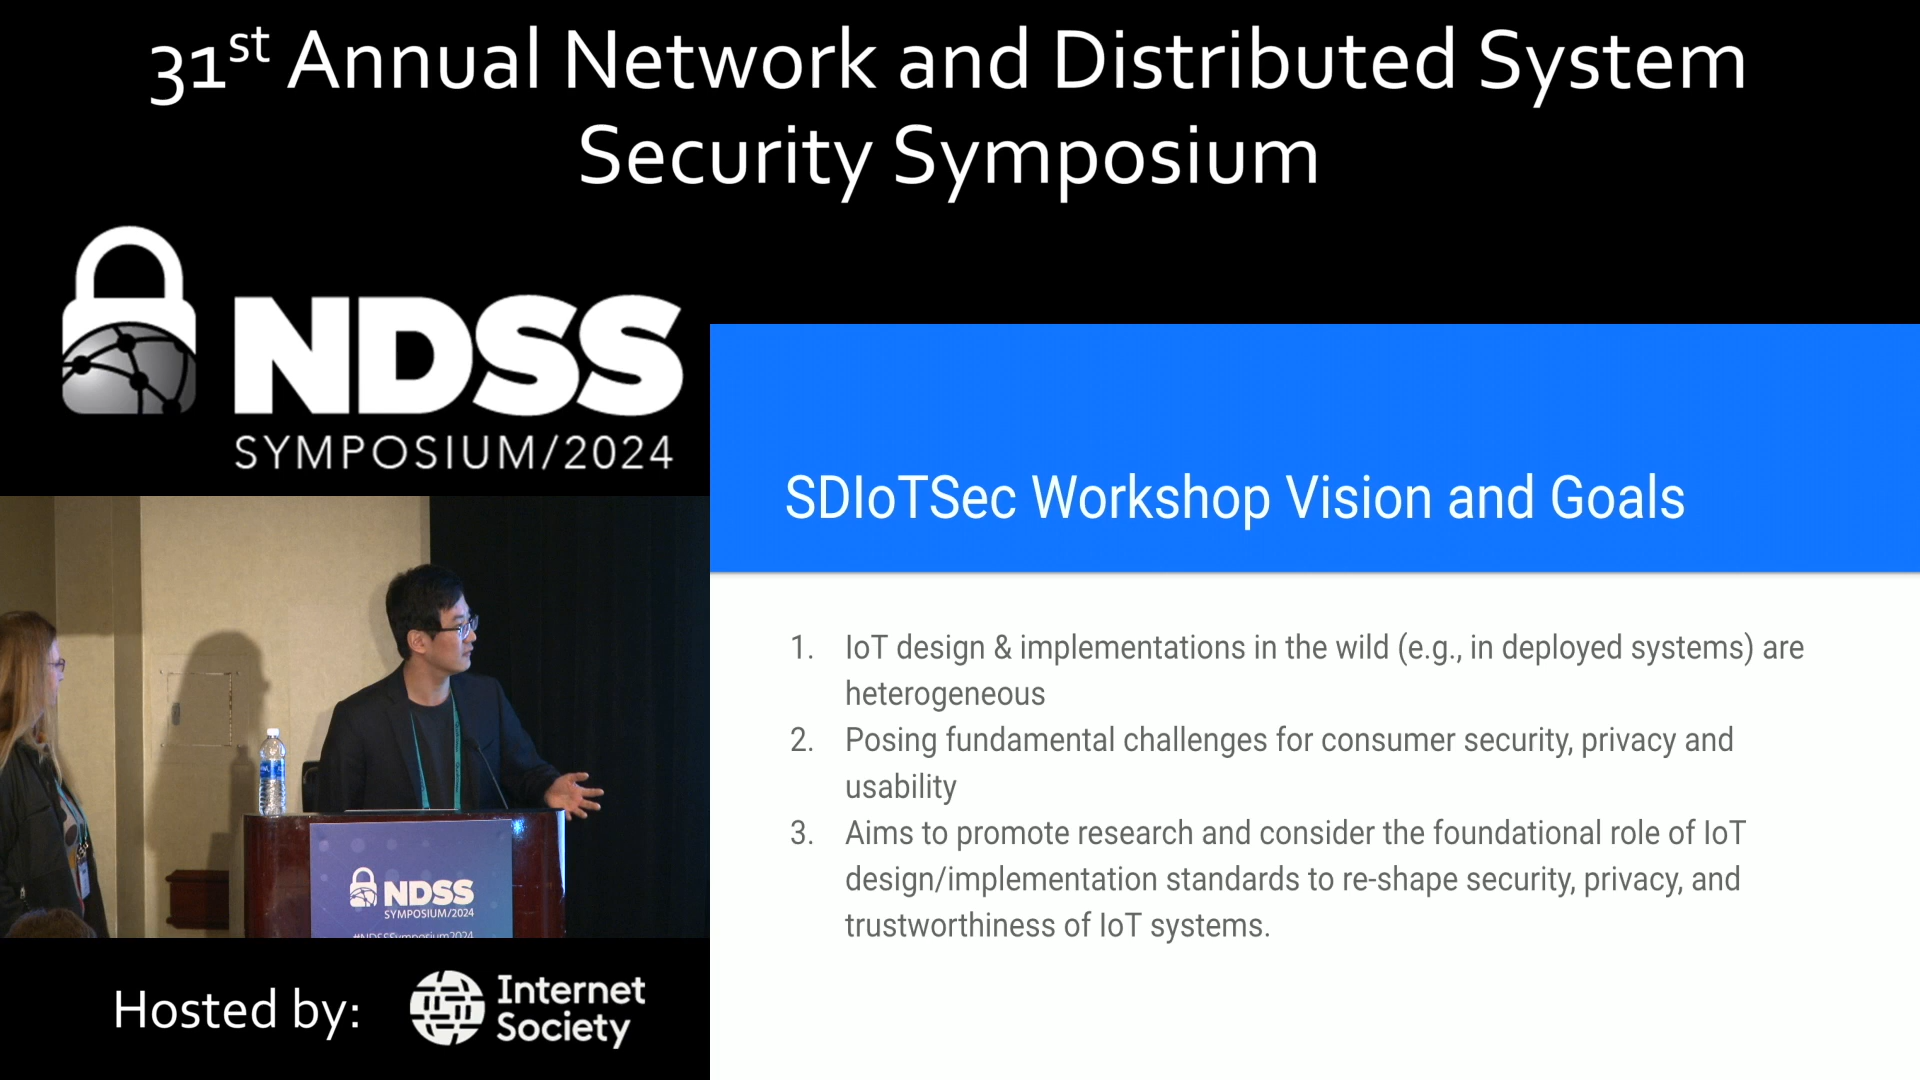 31st Annual Network and Distributed System
Security Symposium
NDSS
SYMPOSIUM/2024
SDIoTSec Workshop Vision and Goals
1. IoT design & implementations in the wild (e.g., in deployed systems) are
heterogeneous
2. Posing fundamental challenges for consumer security, privacy and
usability
3. Aims to promote research and consider the foundational role of IoT
design/implementation standards to re-shape security, privacy, and
trustworthiness of IoT systems.
NDSS
SYMPOSIUM/2024
#NDSSSymposium2024
Hosted by:
Internet
Society